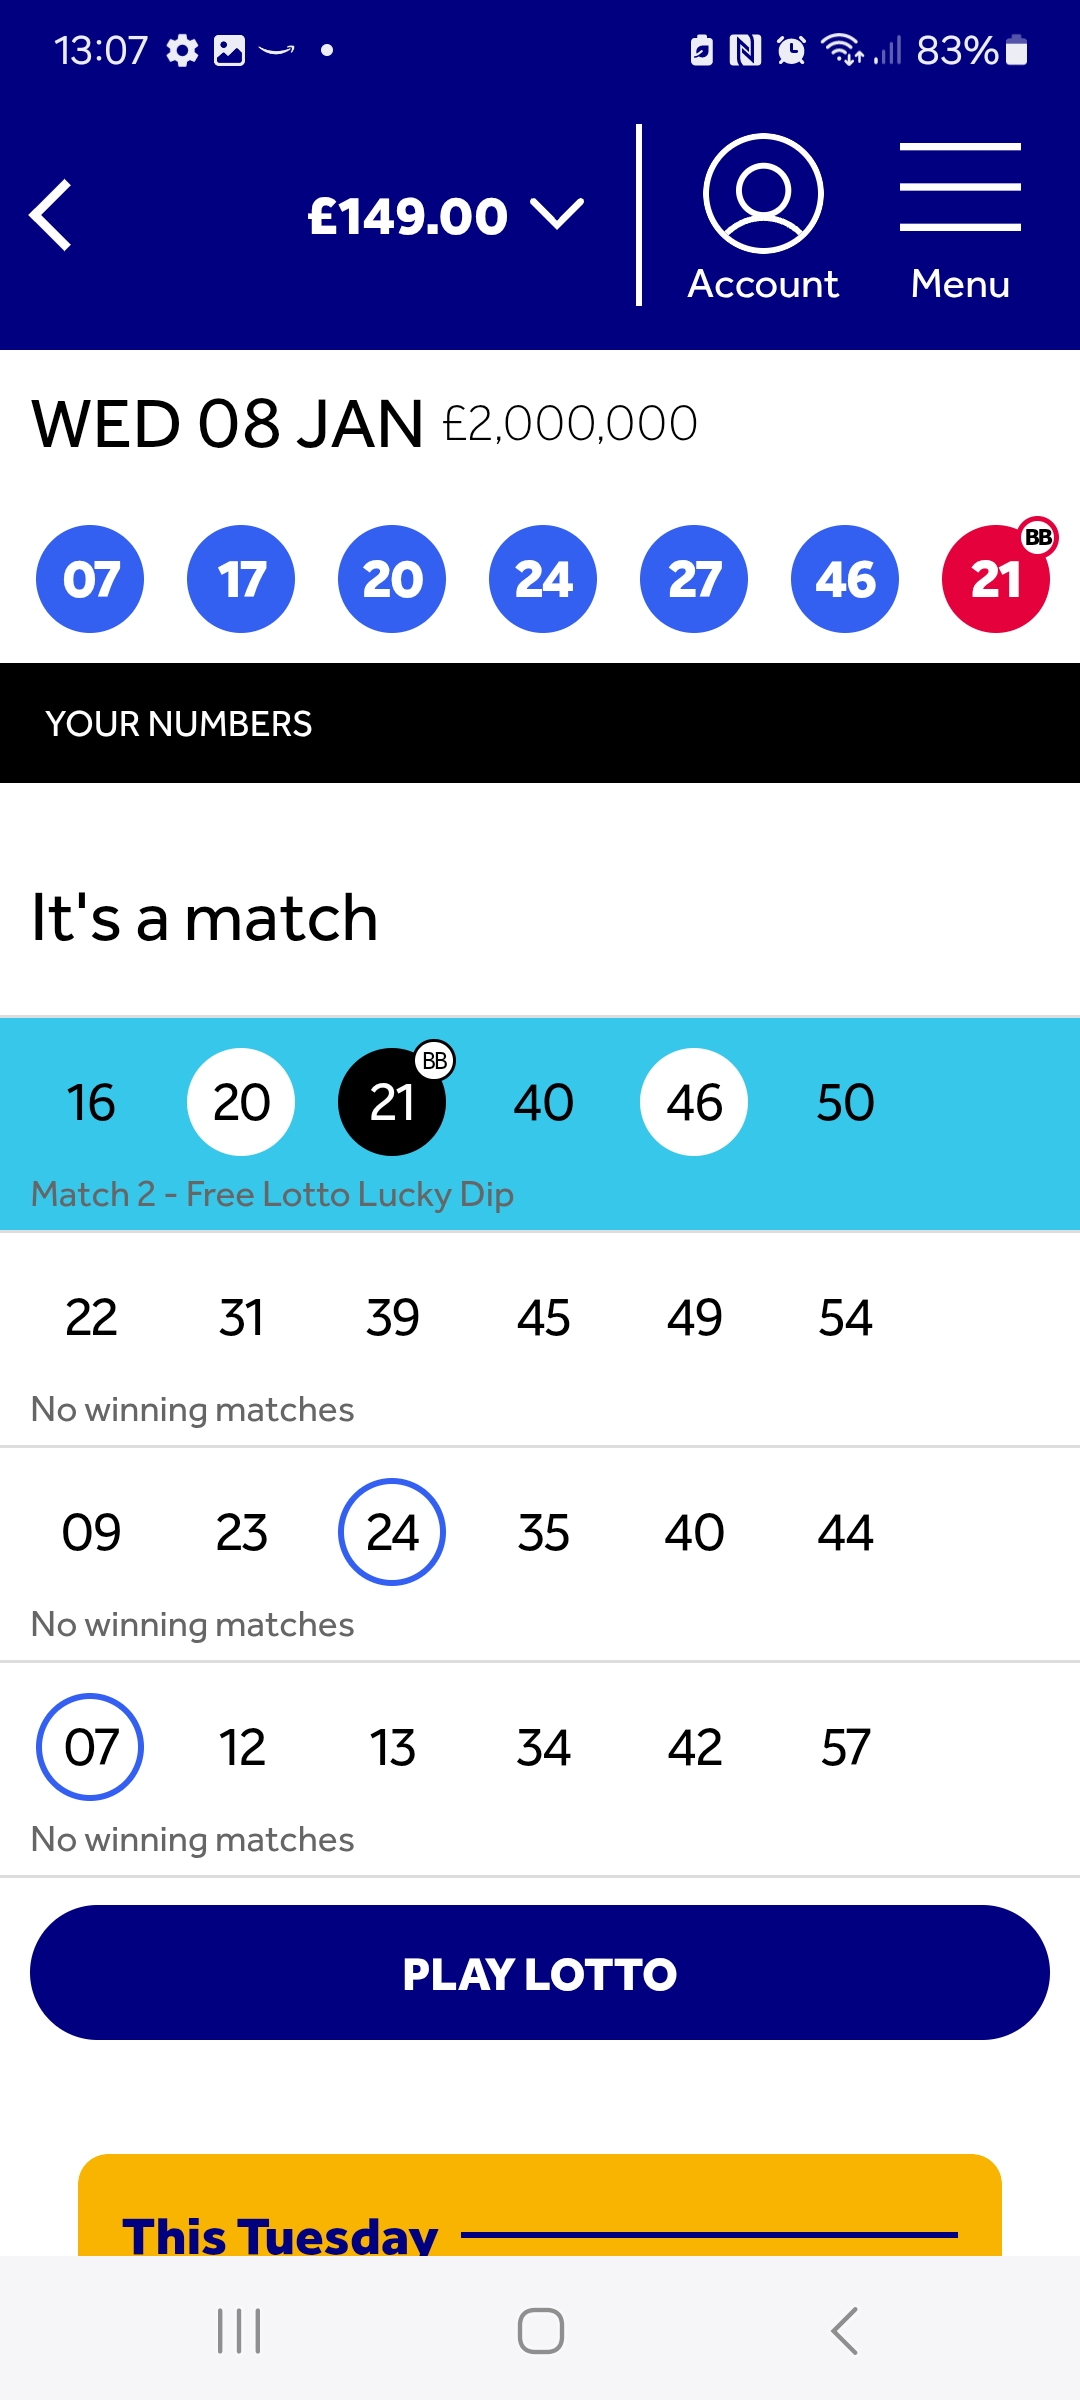 13:07 83%
£149.00
Account Menu
WED 08 JAN £2,000,000
BB
07 17 20 24 27 46 21
YOUR NUMBERS
It's a match
BB
16 20 21 40 46 50
Match 2 - Free Lotto Lucky Dip
22 31 39 45 49 54
No winning matches
09 23 24 35 40 44
No winning matches
07 12 13 34 42 57
No winning matches
PLAY LOTTO
This Tuesday